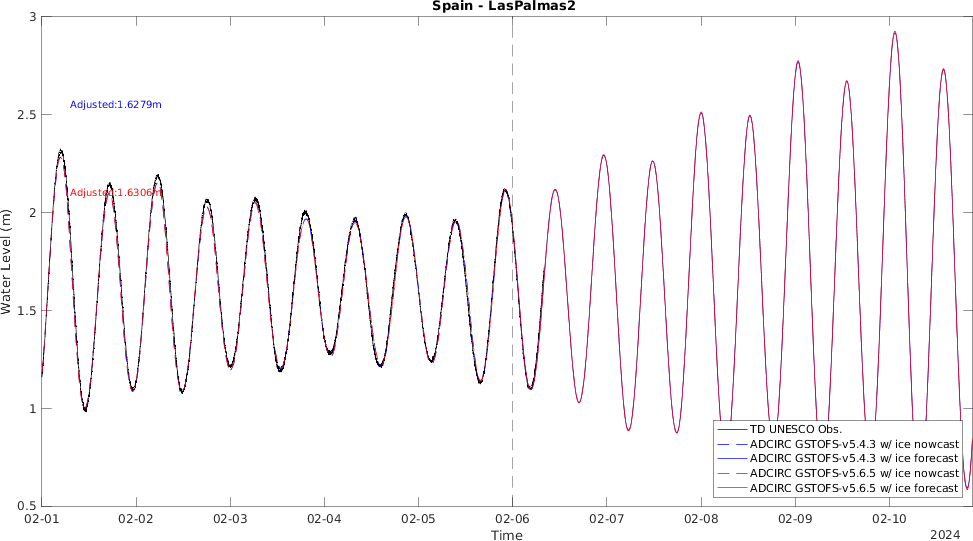 Spain - LasPalmas2
3
2.5
2
1.5
1
0.5
Water Level (m)
Adjusted:1.6279m
Adjusted:1.6306m
TD UNESCO Obs.
ADCIRC GSTOFS-v5.4.3 w/ ice nowcast
ADCIRC GSTOFS-v5.4.3 w/ ice forecast
ADCIRC GSTOFS-v5.6.5 w/ ice nowcast
ADCIRC GSTOFS-v5.6.5 w/ ice forecast
02-01 02-02 02-03 02-04 02-05 02-06 02-07 02-08 02-09 02-10
Time
2024